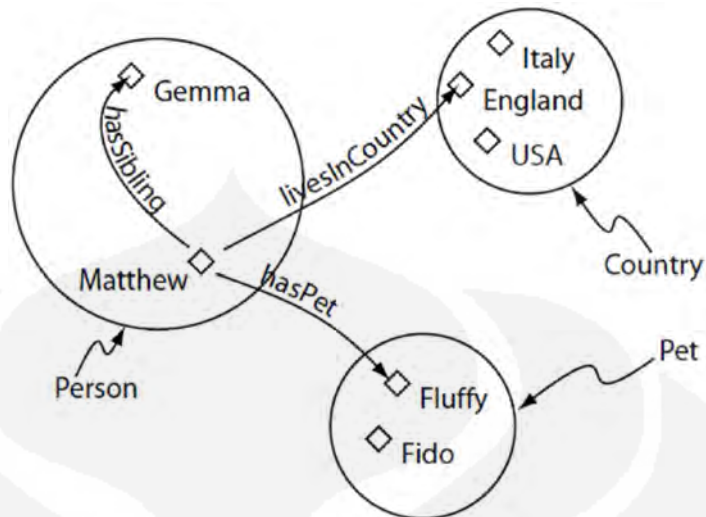 Gemma
hasSibling
Matthew
Person
livesInCountry
Italy
England
USA
Country
hasPet
Fluffy
Fido
Pet